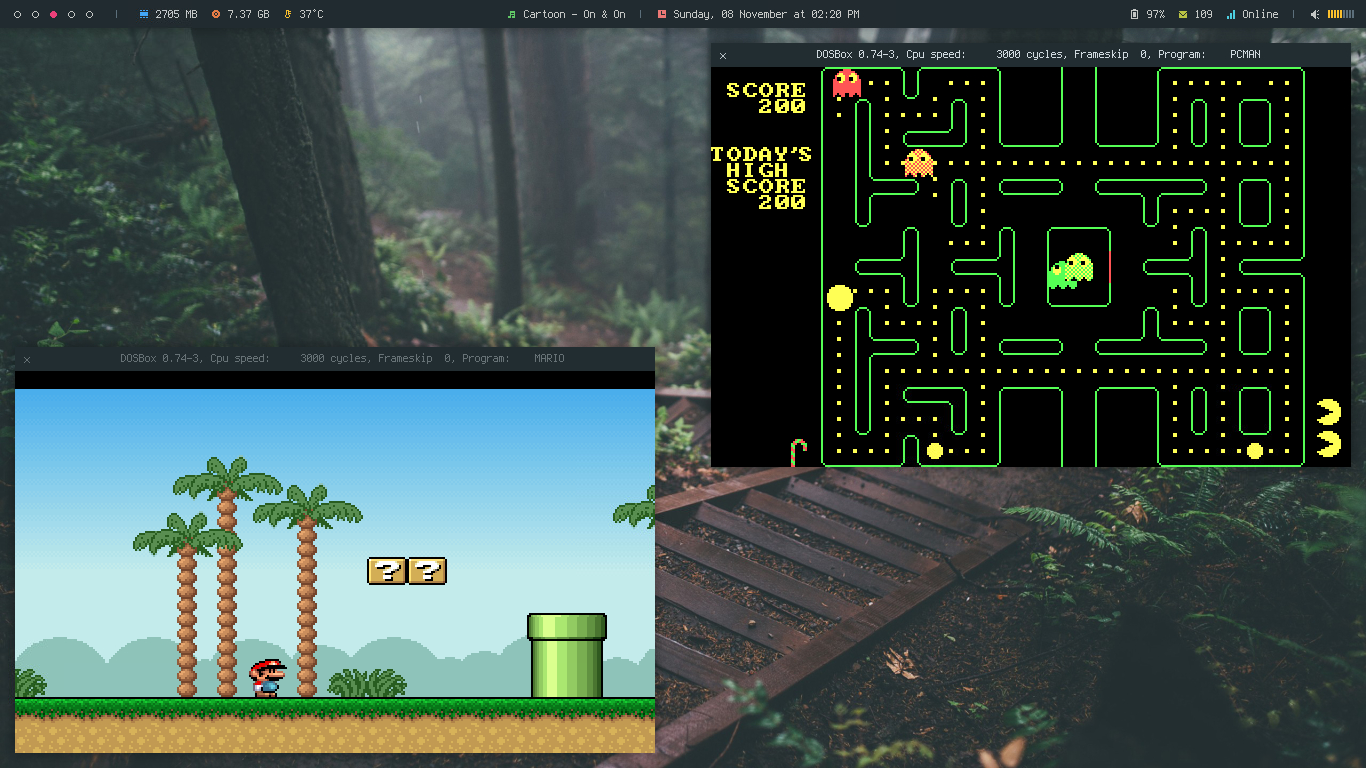 2705 MB 7.37 GB 37°C Cartoon - On & On Sunday, 08 November at 02:20 PM 97% 109 Online
DOSBox 0.74-3, Cpu speed: 3000 cycles, Frameskip 0, Program: PCMAN
SCORE
200
TODAY'S
HIGH
SCORE
200
DOSBox 0.74-3, Cpu speed: 3000 cycles, Frameskip 0, Program: MARIO
? ?